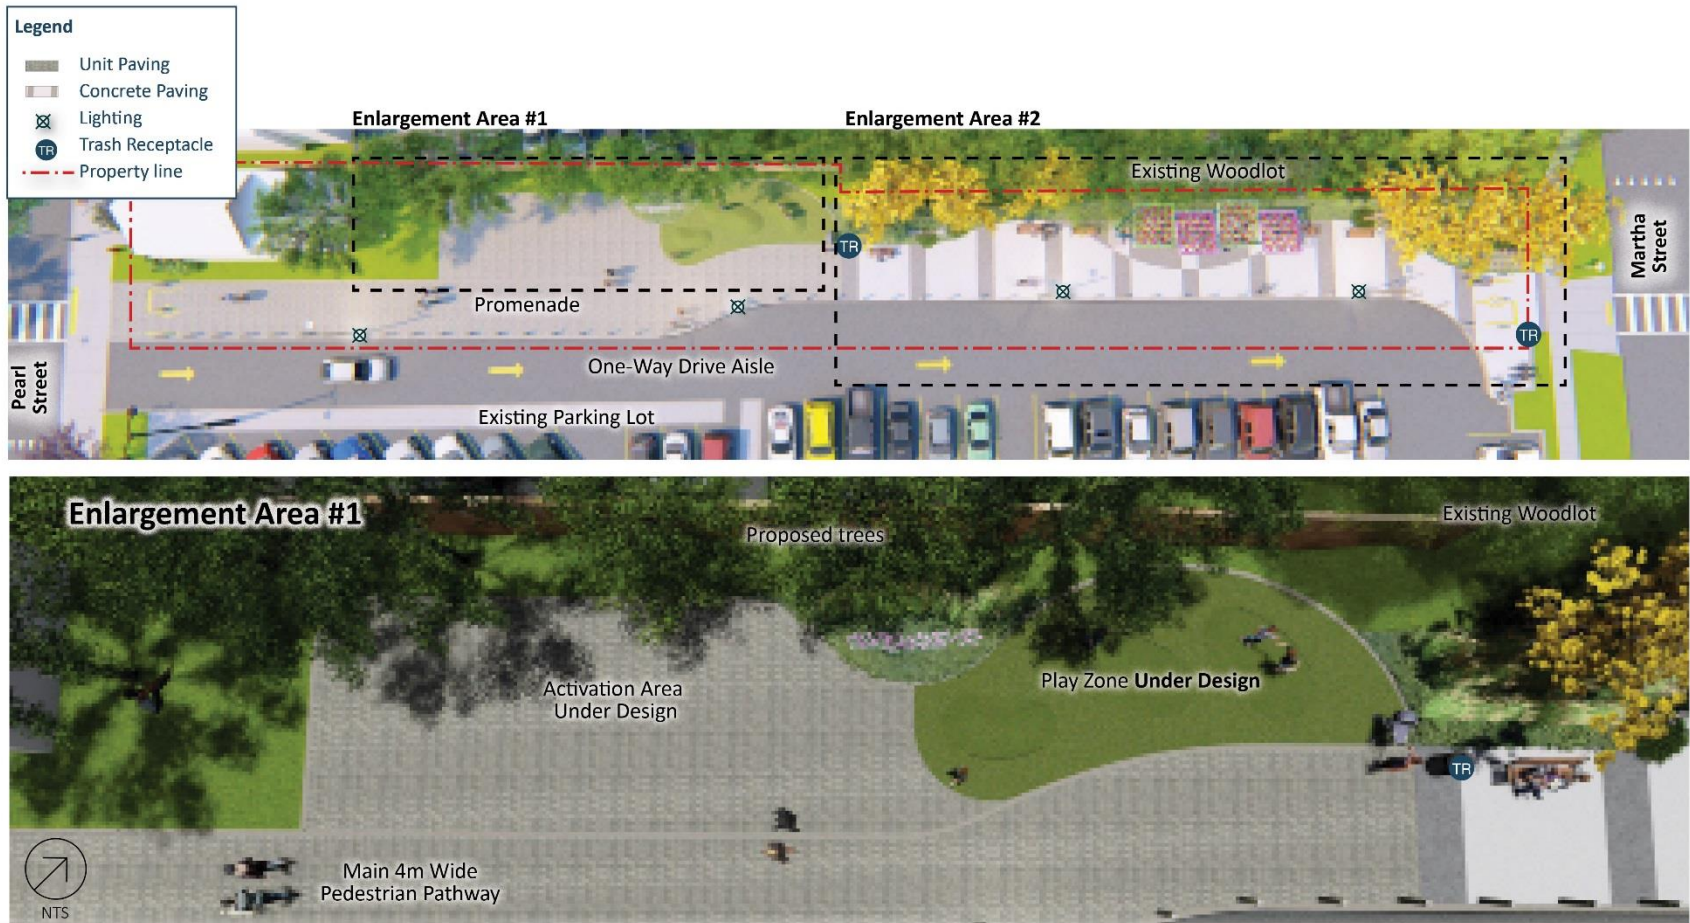 Legend
Unit Paving
Concrete Paving
Lighting
TR
Trash Receptacle
Property line
Enlargement Area #1
Enlargement Area #2
Existing Woodlot
TR
Promenade
TR
One-Way Drive Aisle
Existing Parking Lot
Pearl
Street
Martha
Street
Enlargement Area #1
Proposed trees
Existing Woodlot
Activation Area
Under Design
Play Zone Under Design
TR
Main 4m Wide
Pedestrian Pathway
NTS